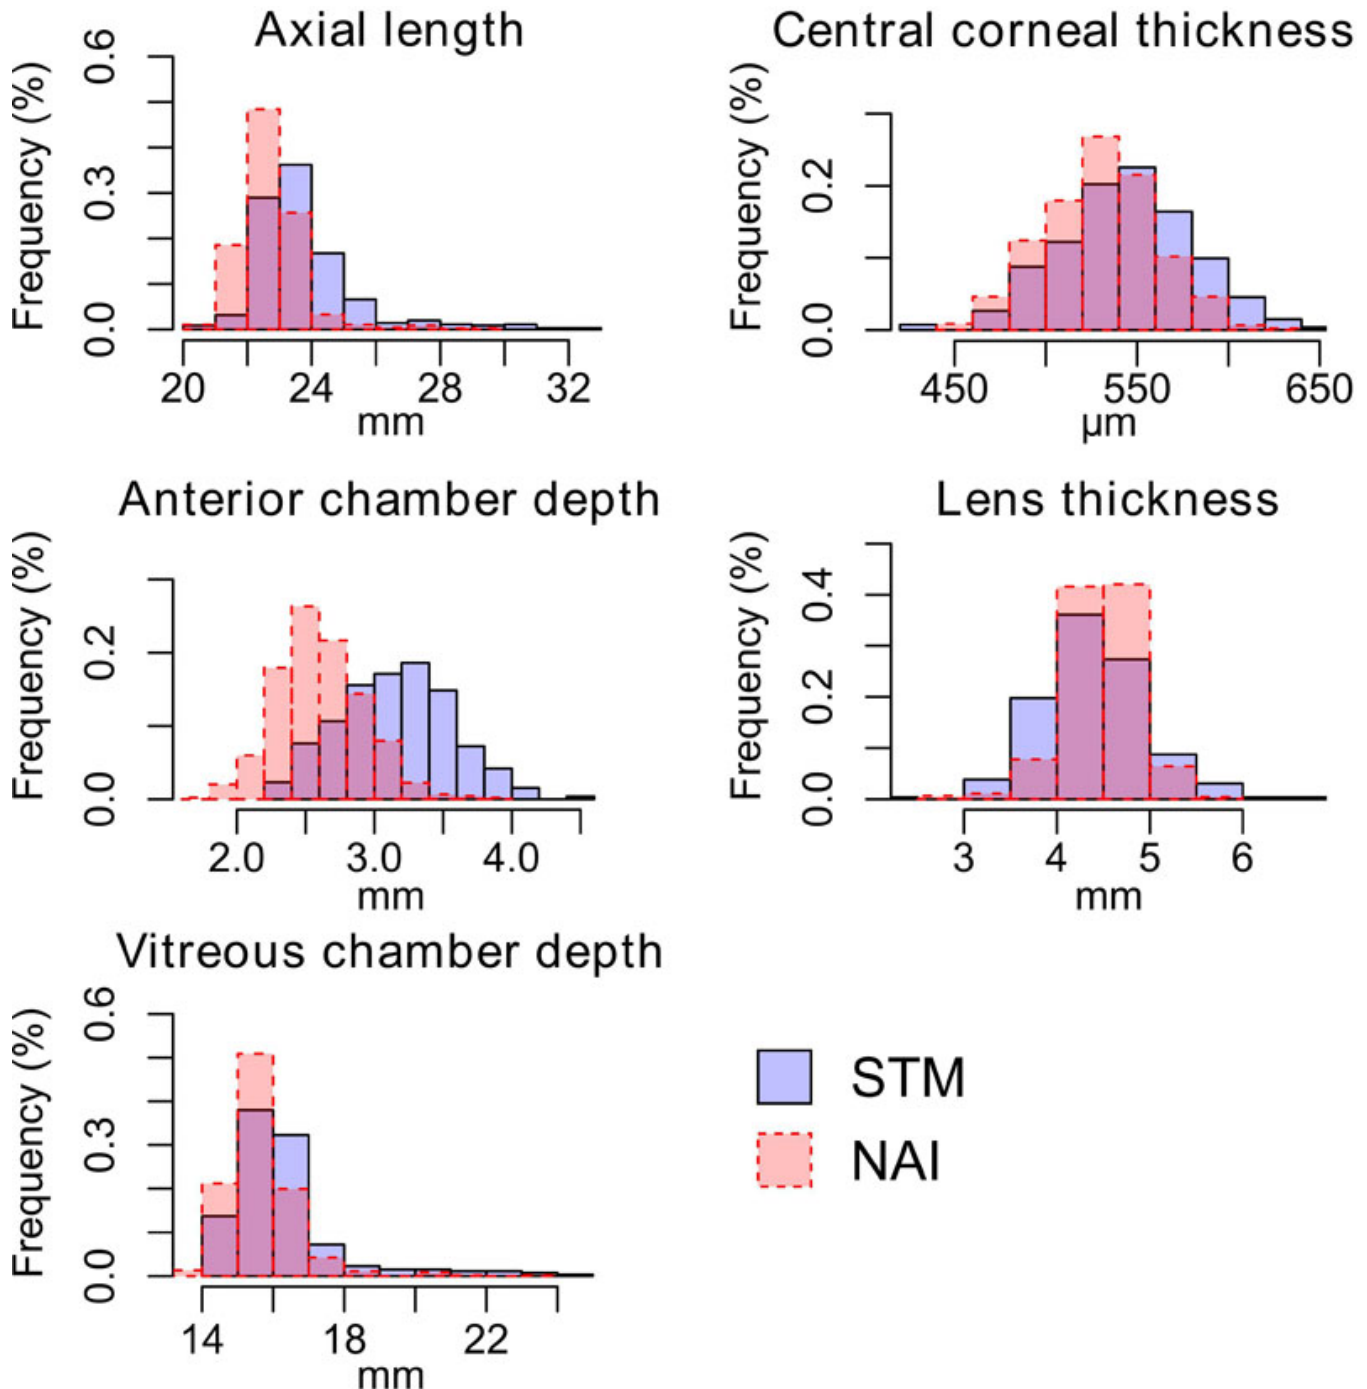 Axial length
Frequency (%)
0.0 0.3 0.6
20 24 28 32
mm
Central corneal thickness
Frequency (%)
0.0 0.2
450 550 650
µm
Anterior chamber depth
Frequency (%)
0.0 0.2
2.0 3.0 4.0
mm
Lens thickness
Frequency (%)
0.0 0.2 0.4
3 4 5 6
mm
Vitreous chamber depth
Frequency (%)
0.0 0.3 0.6
14 18 22
mm
STM
NAI